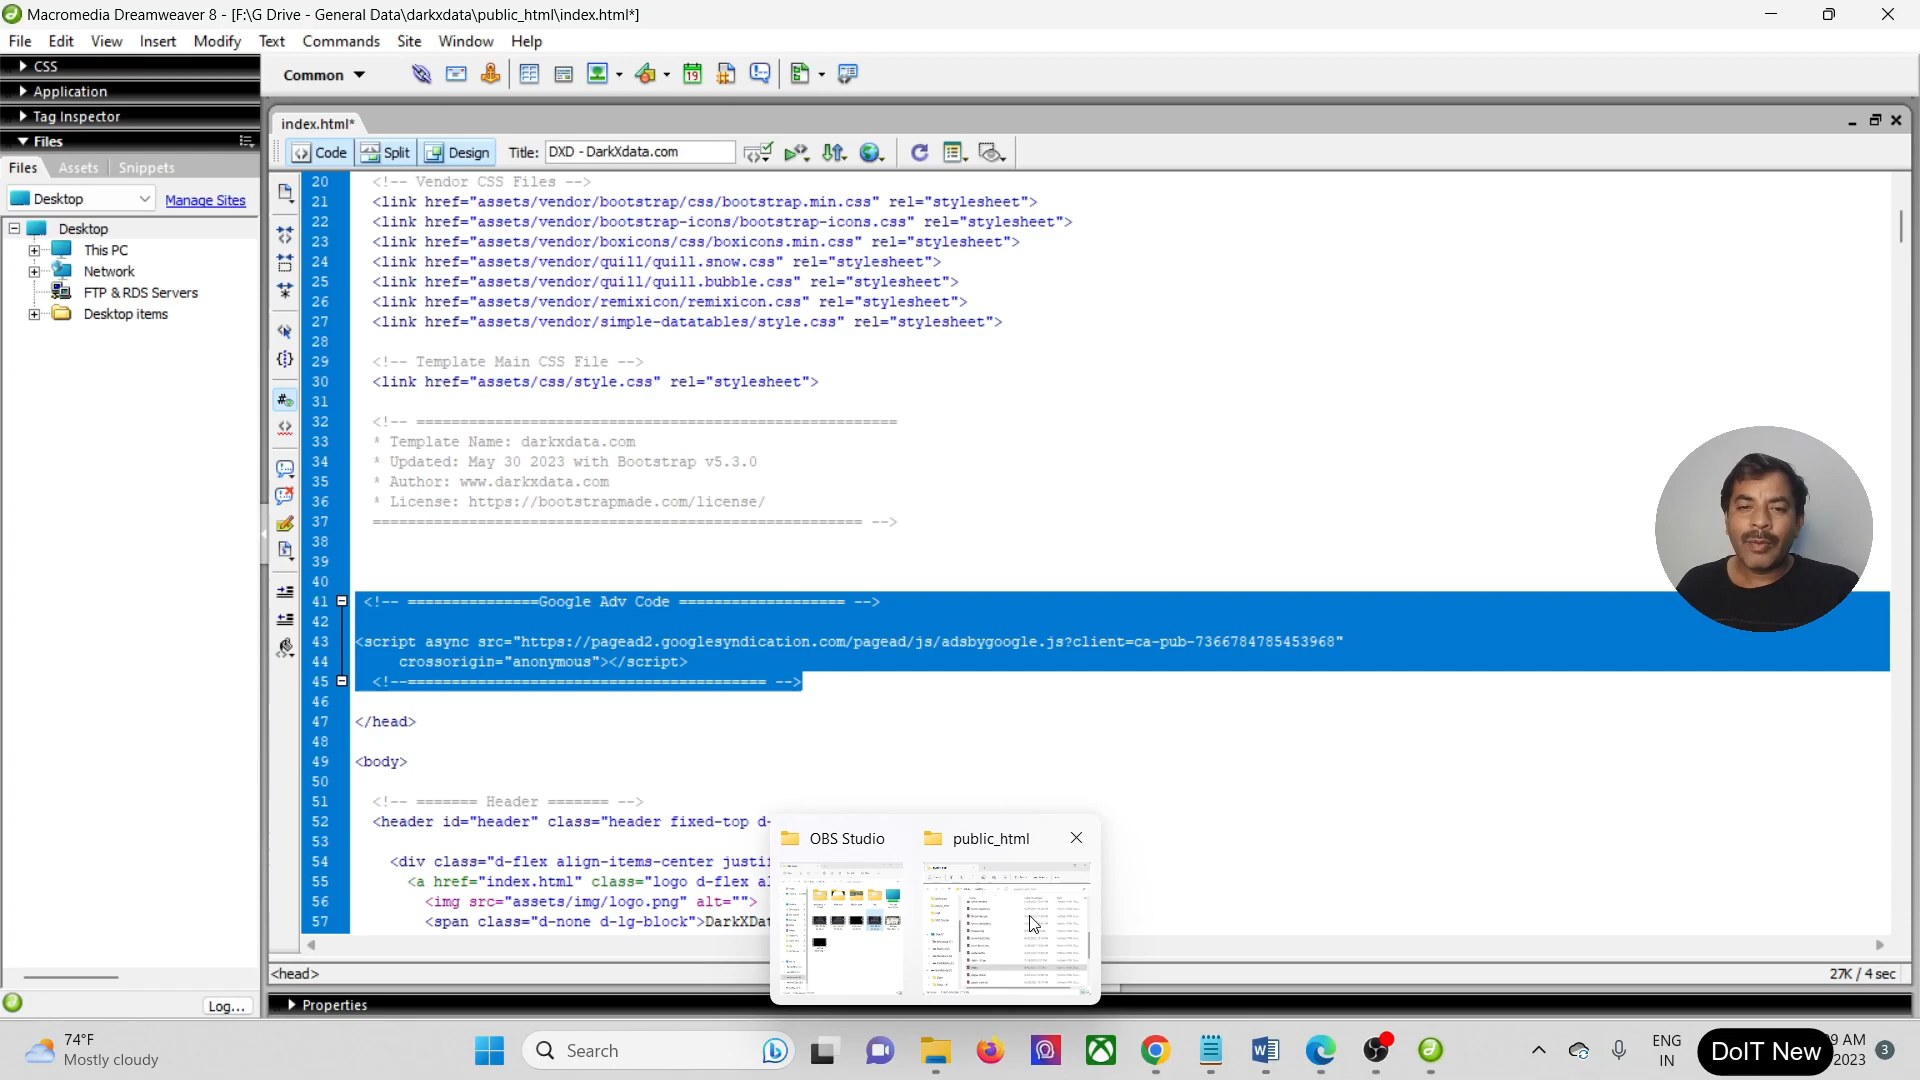 Macromedia Dreamweaver 8 - [F:\G Drive - General Data\darkxdata\public_html\index.html*]
File Edit View Insert Modify Text Commands Site Window Help
CSS
Application
Tag Inspector
Files
Files Assets Snippets
Desktop Manage Sites
Desktop
This PC
Network
FTP & RDS Servers
Desktop items
Log...
Common
19
index.html*
Code Split Design Title: DXD - DarkXdata.com
20 <!-- Vendor CSS Files -->
21 <link href="assets/vendor/bootstrap/css/bootstrap.min.css" rel="stylesheet">
22 <link href="assets/vendor/bootstrap-icons/bootstrap-icons.css" rel="stylesheet">
23 <link href="assets/vendor/boxicons/css/boxicons.min.css" rel="stylesheet">
24 <link href="assets/vendor/quill/quill.snow.css" rel="stylesheet">
25 <link href="assets/vendor/quill/quill.bubble.css" rel="stylesheet">
26 <link href="assets/vendor/remixicon/remixicon.css" rel="stylesheet">
27 <link href="assets/vendor/simple-datatables/style.css" rel="stylesheet">
28
29 <!-- Template Main CSS File -->
30 <link href="assets/css/style.css" rel="stylesheet">
31
32 <!-- =======================================================
33 * Template Name: darkxdata.com
34 * Updated: May 30 2023 with Bootstrap v5.3.0
35 * Author: www.darkxdata.com
36 * License: https://bootstrapmade.com/license/
37 ======================================================== -->
38
39
40
41 <!-- ===============Google Adv Code =================== -->
42
43 <script async src="https://pagead2.googlesyndication.com/pagead/js/adsbygoogle.js?client=ca-pub-7366784785453968"
44 crossorigin="anonymous"></script>
45 <!--========================================= -->
46
47 </head>
48
49 <body>
50
51 <!-- ======= Header ======= -->
52 <header id="header" class="header fixed-top d-
53
54 <div class="d-flex align-items-center justif
55 <a href="index.html" class="logo d-flex al
56 <img src="assets/img/logo.png" alt="">
57 <span class="d-none d-lg-block">DarkXDat
OBS Studio public_html
<head> 27K / 4 sec
Properties
74°F
Mostly cloudy
Search
ENG
IN
DoIT New
9 AM
2023
3